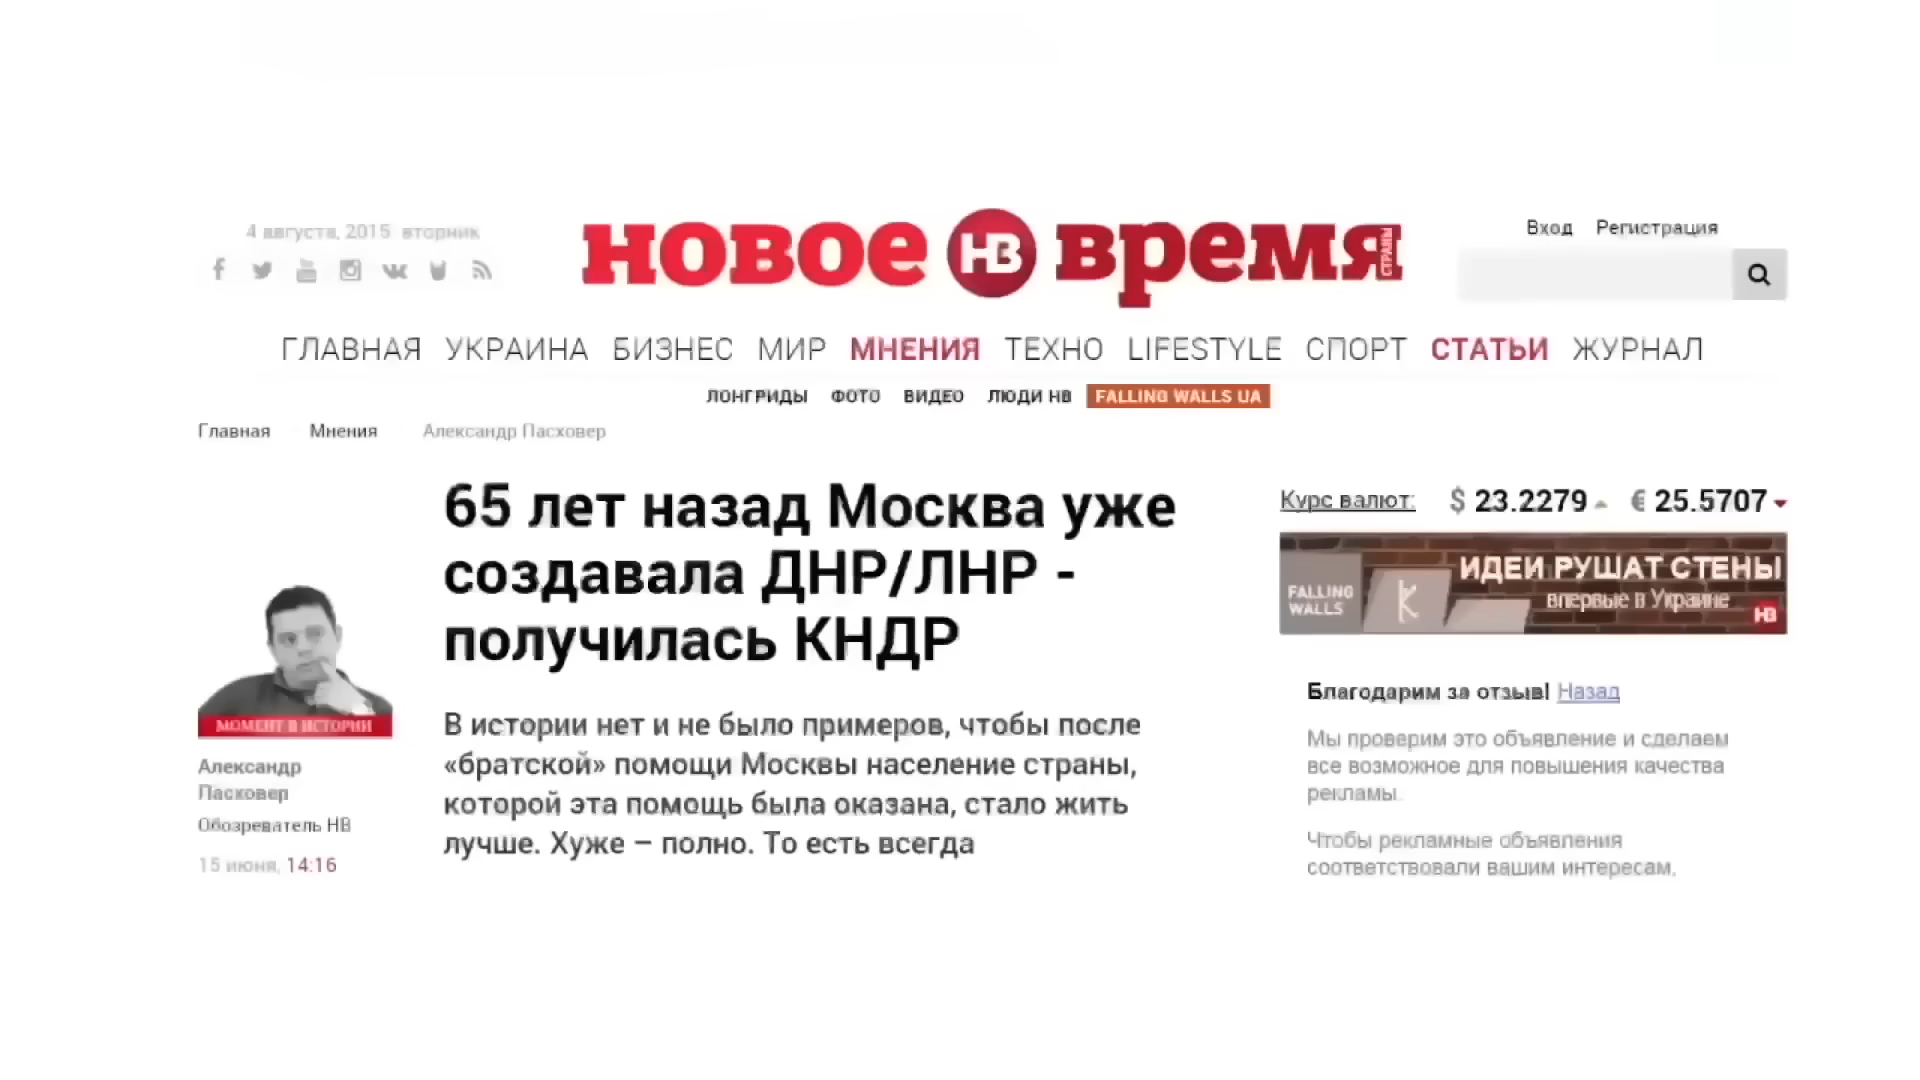 4 августа, 2015 вторник
НОВОЕ НВ ВРЕМЯ СТРАНЫ
Вход Регистрация
ГЛАВНАЯ УКРАИНА БИЗНЕС МИР МНЕНИЯ ТЕХНО LIFESTYLE СПОРТ СТАТЬИ ЖУРНАЛ
ЛОНГРИДЫ ФОТО ВИДЕО ЛЮДИ НВ FALLING WALLS UA
Главная Мнения Александр Пасховер
65 лет назад Москва уже
создавала ДНР/ЛНР -
получилась КНДР
В истории нет и не было примеров, чтобы после
«братской» помощи Москвы население страны,
которой эта помощь была оказана, стало жить
лучше. Хуже – полно. То есть всегда
МОМЕНТ В ИСТОРИИ
Александр
Пасховер
Обозреватель НВ
15 июня, 14:16
Курс валют: $ 23.2279 € 25.5707
FALLING
WALLS
ИДЕИ РУШАТ СТЕНЫ
впервые в Украине
НВ
Благодарим за отзыв! Назад
Мы проверим это объявление и сделаем
все возможное для повышения качества
рекламы.
Чтобы рекламные объявления
соответствовали вашим интересам,